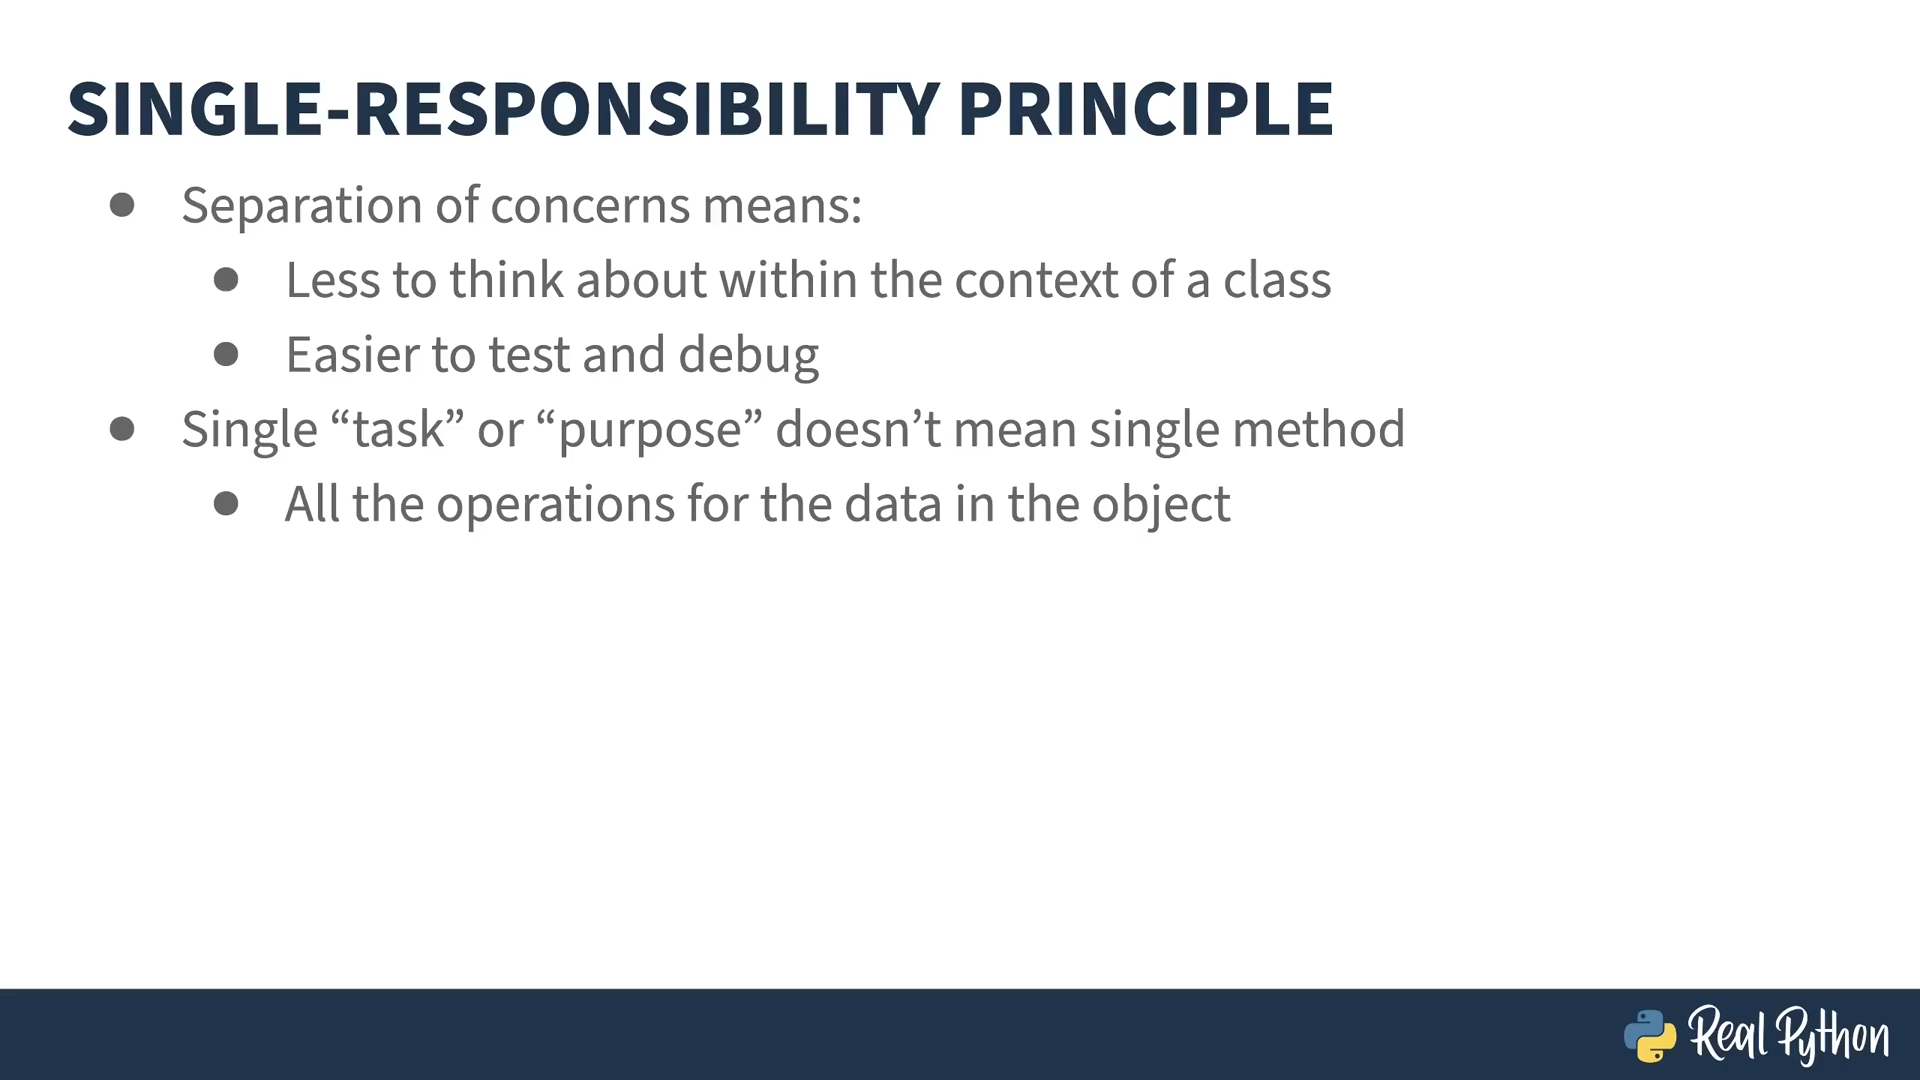 SINGLE-RESPONSIBILITY PRINCIPLE
● Separation of concerns means:
● Less to think about within the context of a class
● Easier to test and debug
● Single “task” or “purpose” doesn’t mean single method
● All the operations for the data in the object
Real Python